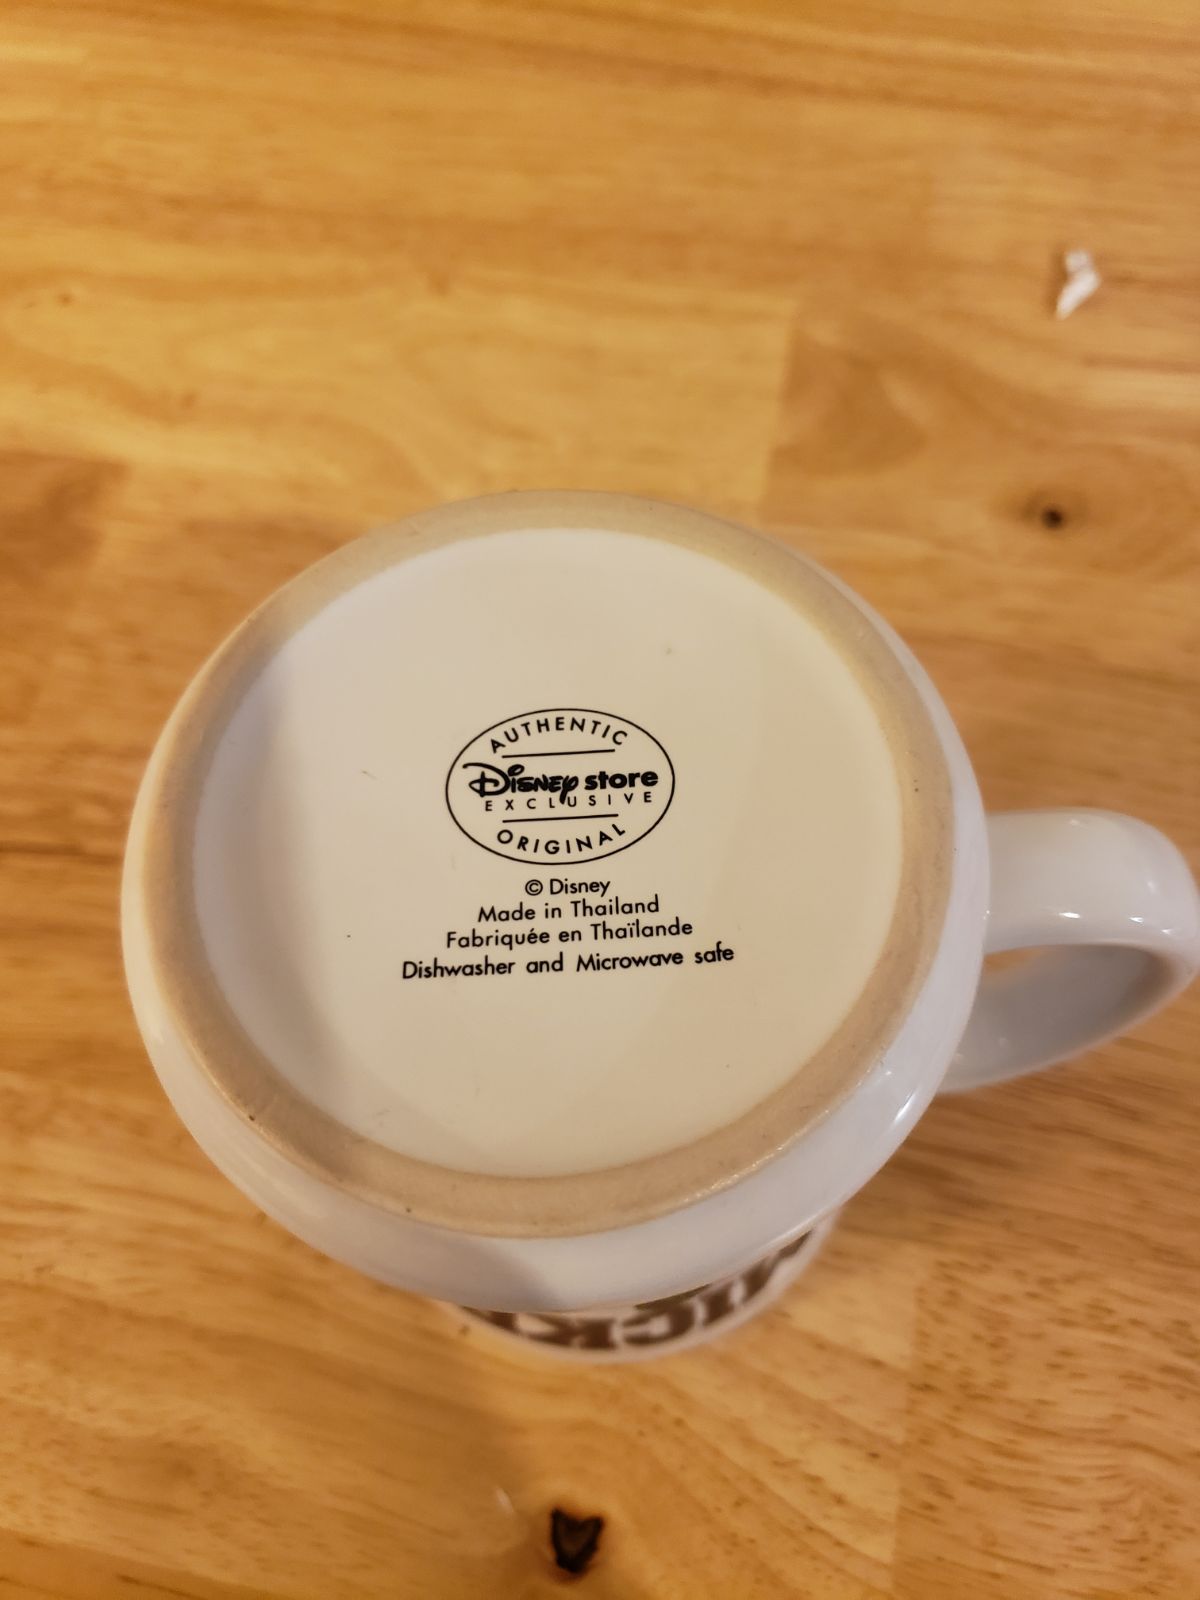 AUTHENTIC
Disney store
EXCLUSIVE
ORIGINAL
© Disney
Made in Thailand
Fabriquée en Thaïlande
Dishwasher and Microwave safe